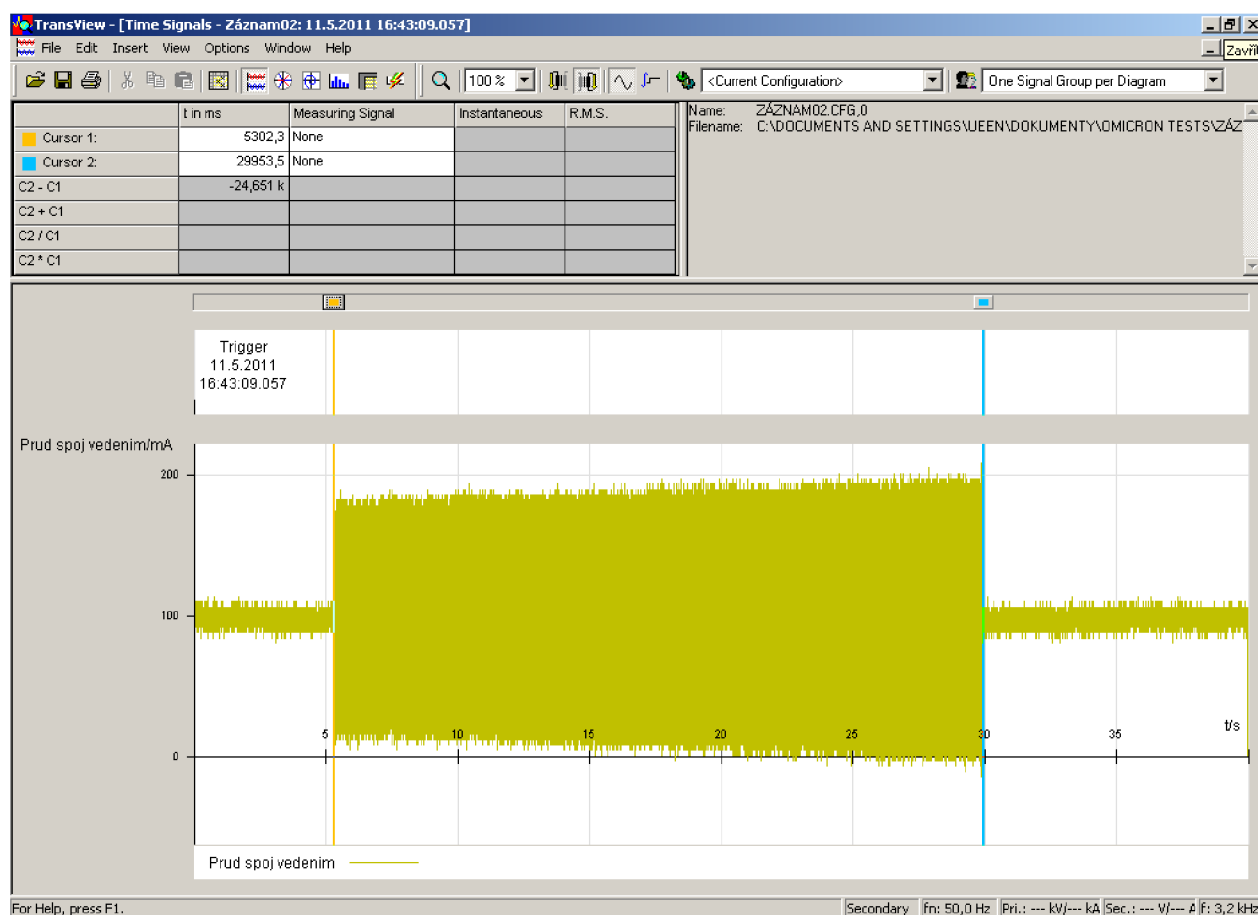 TransView - [Time Signals - Záznam02: 11.5.2011 16:43:09.057]
File Edit Insert View Options Window Help
Zavřít
100 %
<Current Configuration>
One Signal Group per Diagram
t in ms Measuring Signal Instantaneous R.M.S.
Cursor 1: 5302,3 None
Cursor 2: 29953,5 None
C2 - C1 -24,651 k
C2 + C1
C2 / C1
C2 * C1
Name: ZÁZNAM02.CFG,0
Filename: C:\DOCUMENTS AND SETTINGS\UEEN\DOKUMENTY\OMICRON TESTS\ZÁZ
Trigger
11.5.2011
16:43:09.057
Prud spoj vedenim/mA
200
100
0
5 10 15 20 25 30 35
t/s
Prud spoj vedenim
For Help, press F1.
Secondary fn: 50,0 Hz Pri.: --- kV/--- kA Sec.: --- V/--- A f: 3,2 kHz